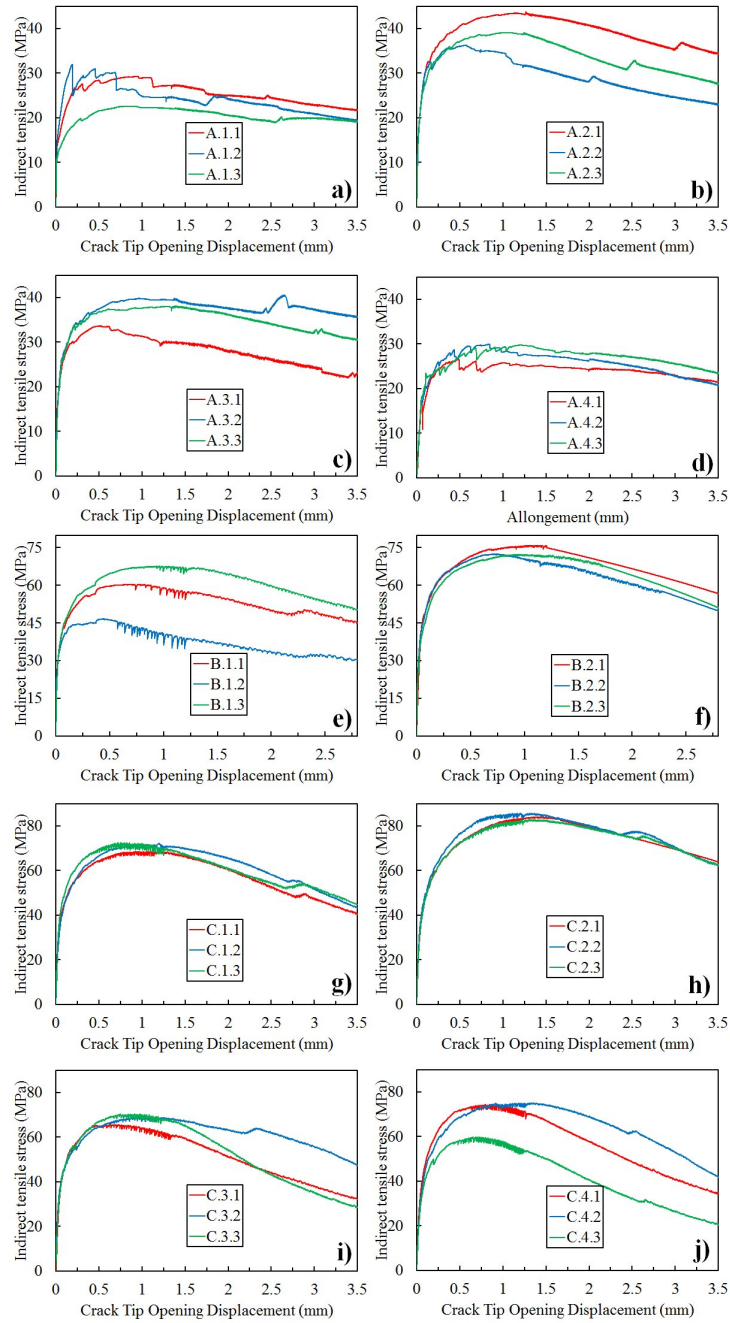 Indirect tensile stress (MPa)
40
30
20
10
0
A.1.1
A.1.2
A.1.3
a)
0 0.5 1 1.5 2 2.5 3 3.5
Crack Tip Opening Displacement (mm)
Indirect tensile stress (MPa)
40
30
20
10
0
A.2.1
A.2.2
A.2.3
b)
0 0.5 1 1.5 2 2.5 3 3.5
Crack Tip Opening Displacement (mm)
Indirect tensile stress (MPa)
40
30
20
10
0
A.3.1
A.3.2
A.3.3
c)
0 0.5 1 1.5 2 2.5 3 3.5
Crack Tip Opening Displacement (mm)
Indirect tensile stress (MPa)
40
30
20
10
0
A.4.1
A.4.2
A.4.3
d)
0 0.5 1 1.5 2 2.5 3 3.5
Allongement (mm)
Indirect tensile stress (MPa)
75
60
45
30
15
0
B.1.1
B.1.2
B.1.3
e)
0 0.5 1 1.5 2 2.5
Crack Tip Opening Displacement (mm)
Indirect tensile stress (MPa)
75
60
45
30
15
0
B.2.1
B.2.2
B.2.3
f)
0 0.5 1 1.5 2 2.5
Crack Tip Opening Displacement (mm)
Indirect tensile stress (MPa)
80
60
40
20
0
C.1.1
C.1.2
C.1.3
g)
0 0.5 1 1.5 2 2.5 3 3.5
Crack Tip Opening Displacement (mm)
Indirect tensile stress (MPa)
80
60
40
20
0
C.2.1
C.2.2
C.2.3
h)
0 0.5 1 1.5 2 2.5 3 3.5
Crack Tip Opening Displacement (mm)
Indirect tensile stress (MPa)
80
60
40
20
0
C.3.1
C.3.2
C.3.3
i)
0 0.5 1 1.5 2 2.5 3 3.5
Crack Tip Opening Displacement (mm)
Indirect tensile stress (MPa)
80
60
40
20
0
C.4.1
C.4.2
C.4.3
j)
0 0.5 1 1.5 2 2.5 3 3.5
Crack Tip Opening Displacement (mm)